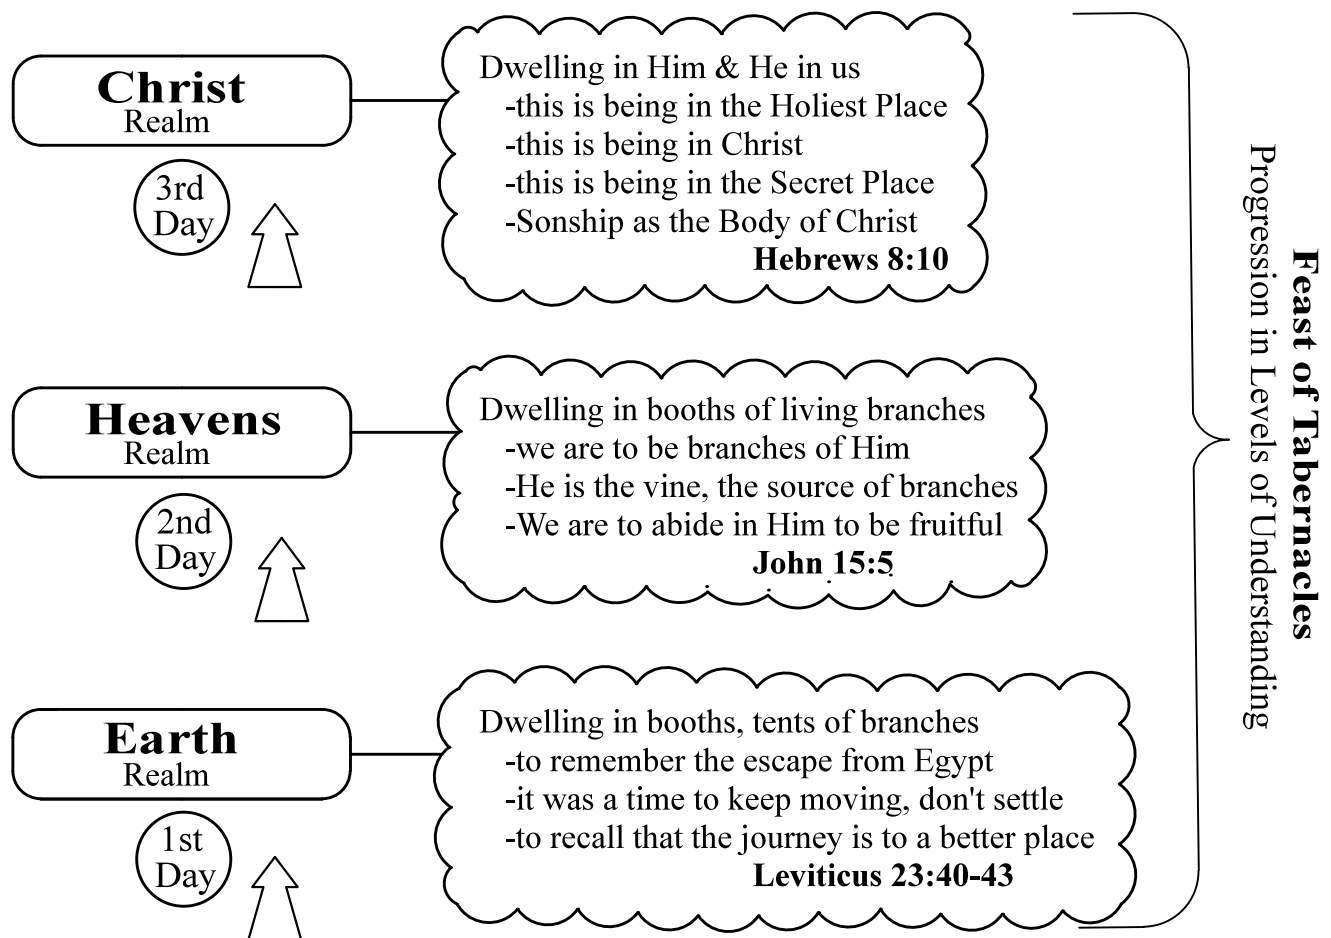 Christ
Realm
3rd
Day
Dwelling in Him & He in us
-this is being in the Holiest Place
-this is being in Christ
-this is being in the Secret Place
-Sonship as the Body of Christ
Hebrews 8:10
Heavens
Realm
2nd
Day
Dwelling in booths of living branches
-we are to be branches of Him
-He is the vine, the source of branches
-We are to abide in Him to be fruitful
John 15:5
Earth
Realm
1st
Day
Dwelling in booths, tents of branches
-to remember the escape from Egypt
-it was a time to keep moving, don't settle
-to recall that the journey is to a better place
Leviticus 23:40-43
Feast of Tabernacles
Progression in Levels of Understanding